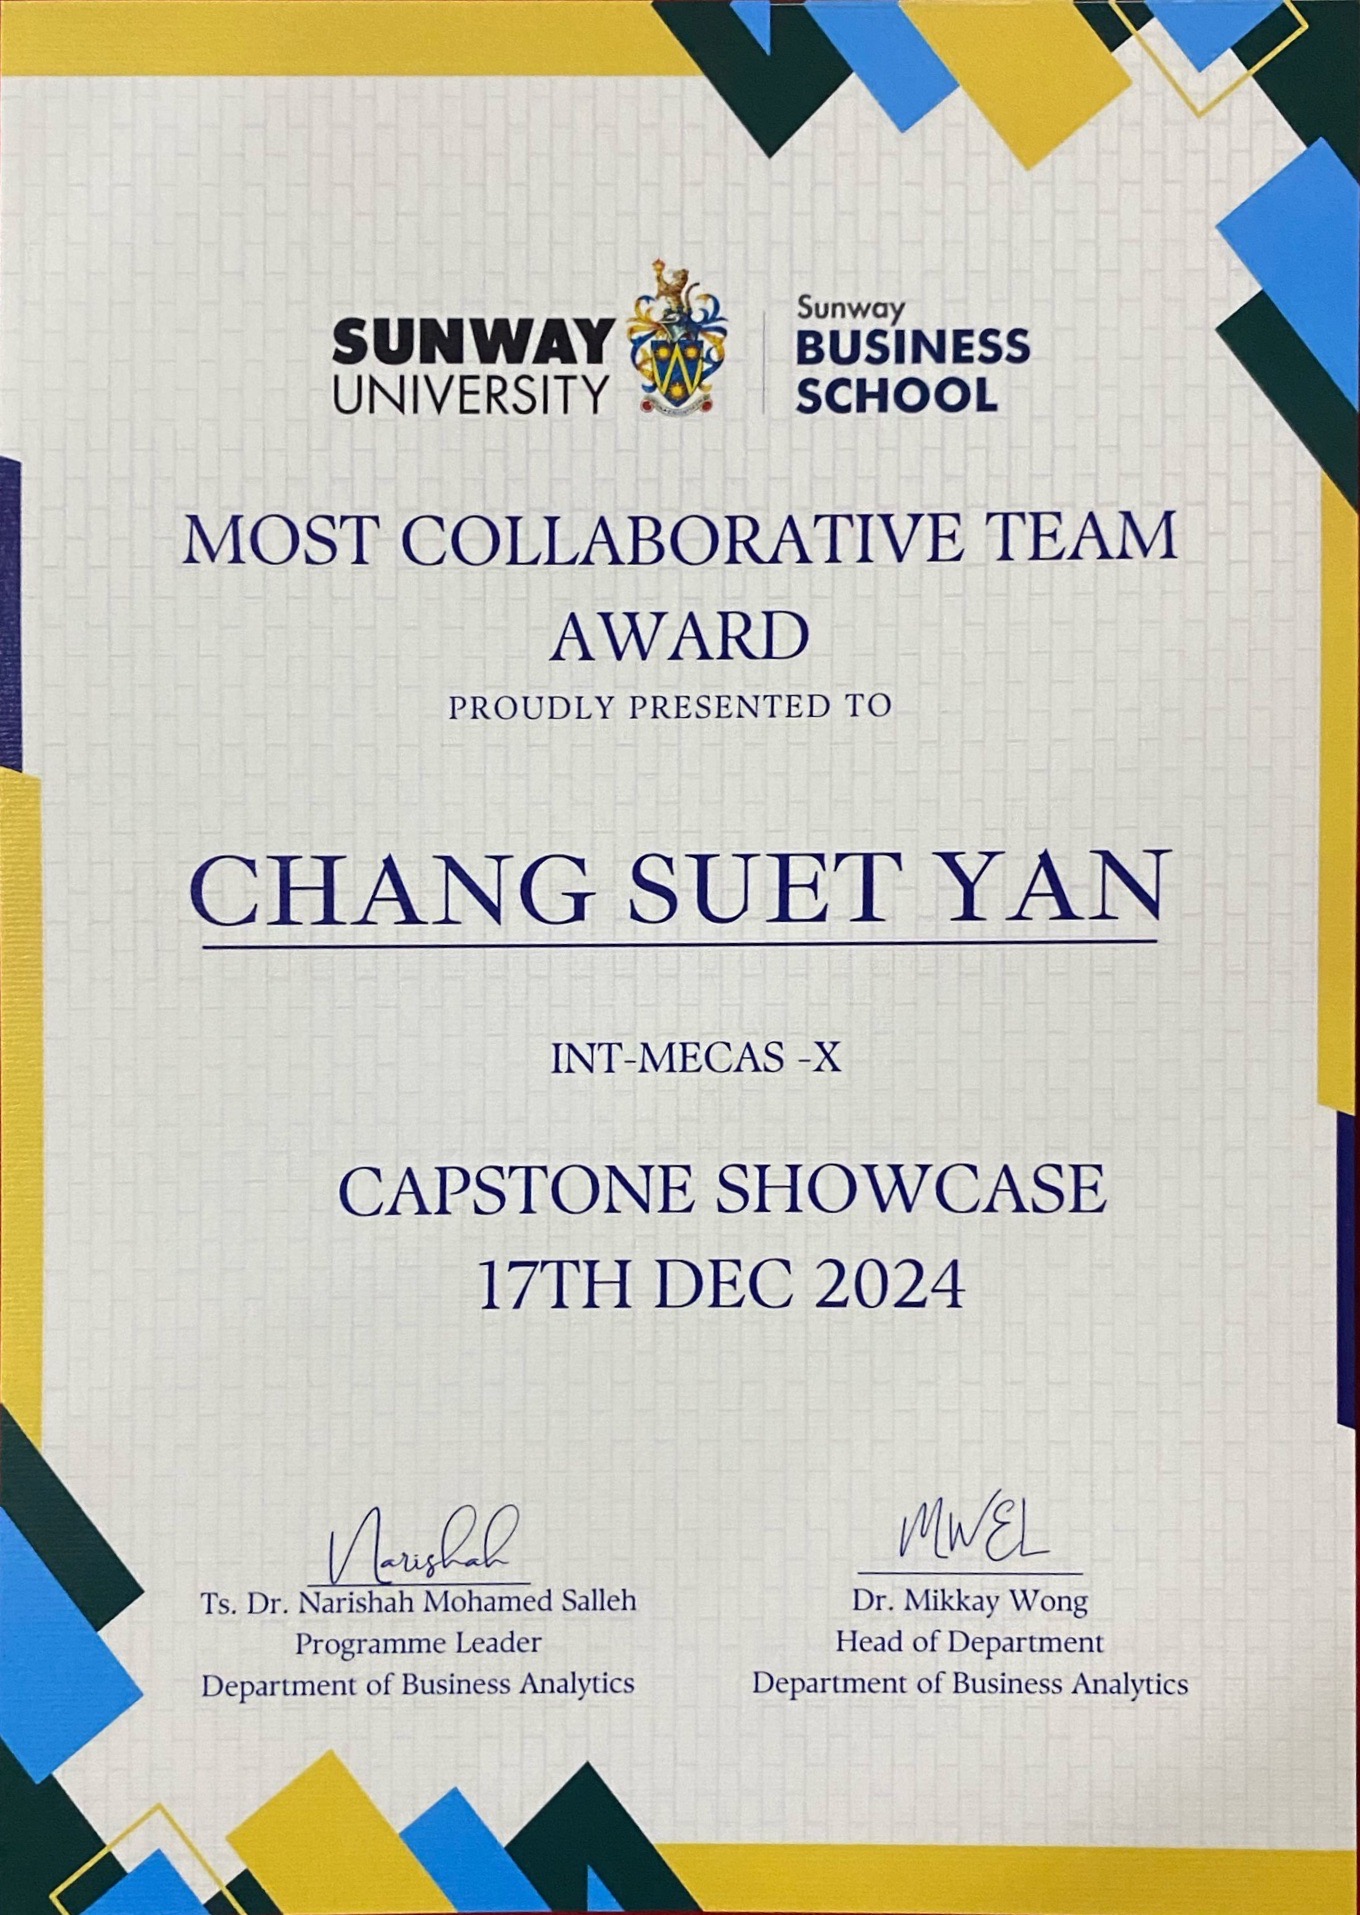 SUNWAY
UNIVERSITY
Sunway
BUSINESS
SCHOOL
MOST COLLABORATIVE TEAM
AWARD
PROUDLY PRESENTED TO
CHANG SUET YAN
INT-MECAS -X
CAPSTONE SHOWCASE
17TH DEC 2024
Narishah
Ts. Dr. Narishah Mohamed Salleh
Programme Leader
Department of Business Analytics
MWEL
Dr. Mikkay Wong
Head of Department
Department of Business Analytics